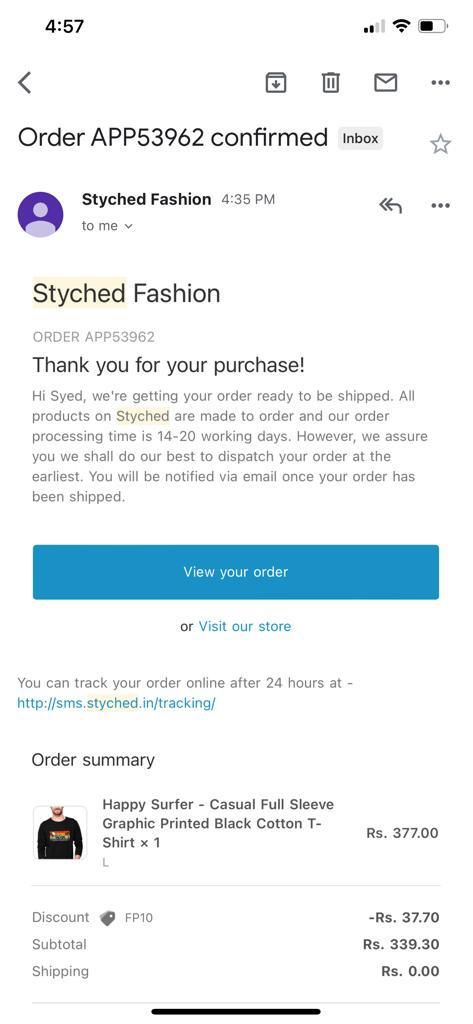 4:57
Order APP53962 confirmed Inbox
Styched Fashion 4:35 PM
to me
Styched Fashion
ORDER APP53962
Thank you for your purchase!
Hi Syed, we're getting your order ready to be shipped. All
products on Styched are made to order and our order
processing time is 14-20 working days. However, we assure
you we shall do our best to dispatch your order at the
earliest. You will be notified via email once your order has
been shipped.
View your order
or Visit our store
You can track your order online after 24 hours at -
http://sms.styched.in/tracking/
Order summary
Happy Surfer - Casual Full Sleeve
Graphic Printed Black Cotton T-
Shirt × 1
Rs. 377.00
L
Discount FP10 -Rs. 37.70
Subtotal Rs. 339.30
Shipping Rs. 0.00